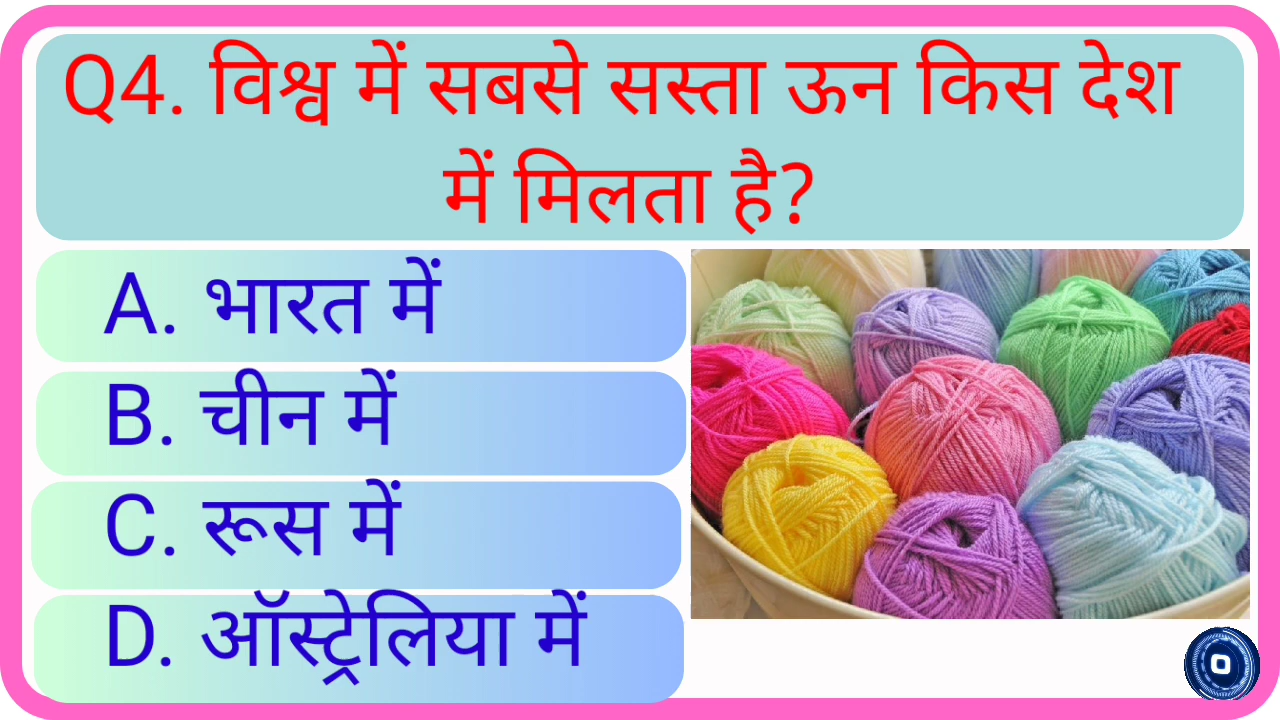 Q4. विश्व में सबसे सस्ता ऊन किस देश
में मिलता है?
A. भारत में
B. चीन में
C. रूस में
D. ऑस्ट्रेलिया में